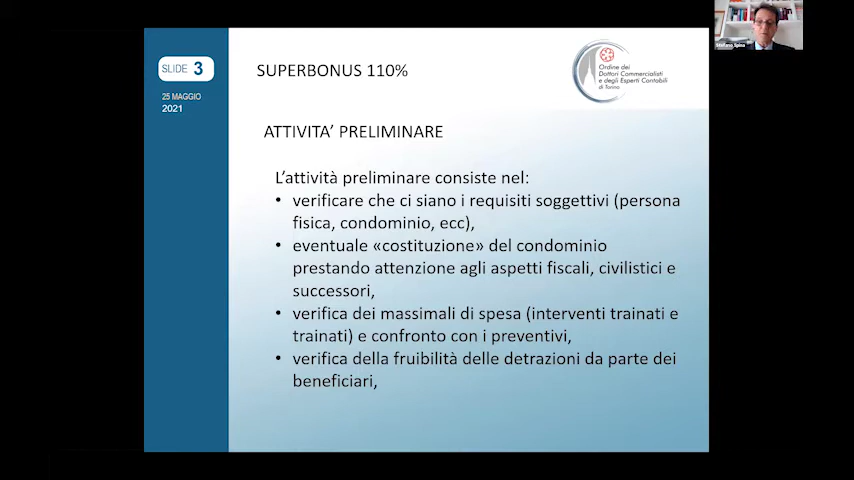 Stefano Spina
SLIDE 3
25 MAGGIO
2021
SUPERBONUS 110%
Ordine dei
Dottori Commercialisti
e degli Esperti Contabili
di Torino
ATTIVITA’ PRELIMINARE
L’attività preliminare consiste nel:
• verificare che ci siano i requisiti soggettivi (persona
fisica, condominio, ecc),
• eventuale «costituzione» del condominio
prestando attenzione agli aspetti fiscali, civilistici e
successori,
• verifica dei massimali di spesa (interventi trainati e
trainati) e confronto con i preventivi,
• verifica della fruibilità delle detrazioni da parte dei
beneficiari,